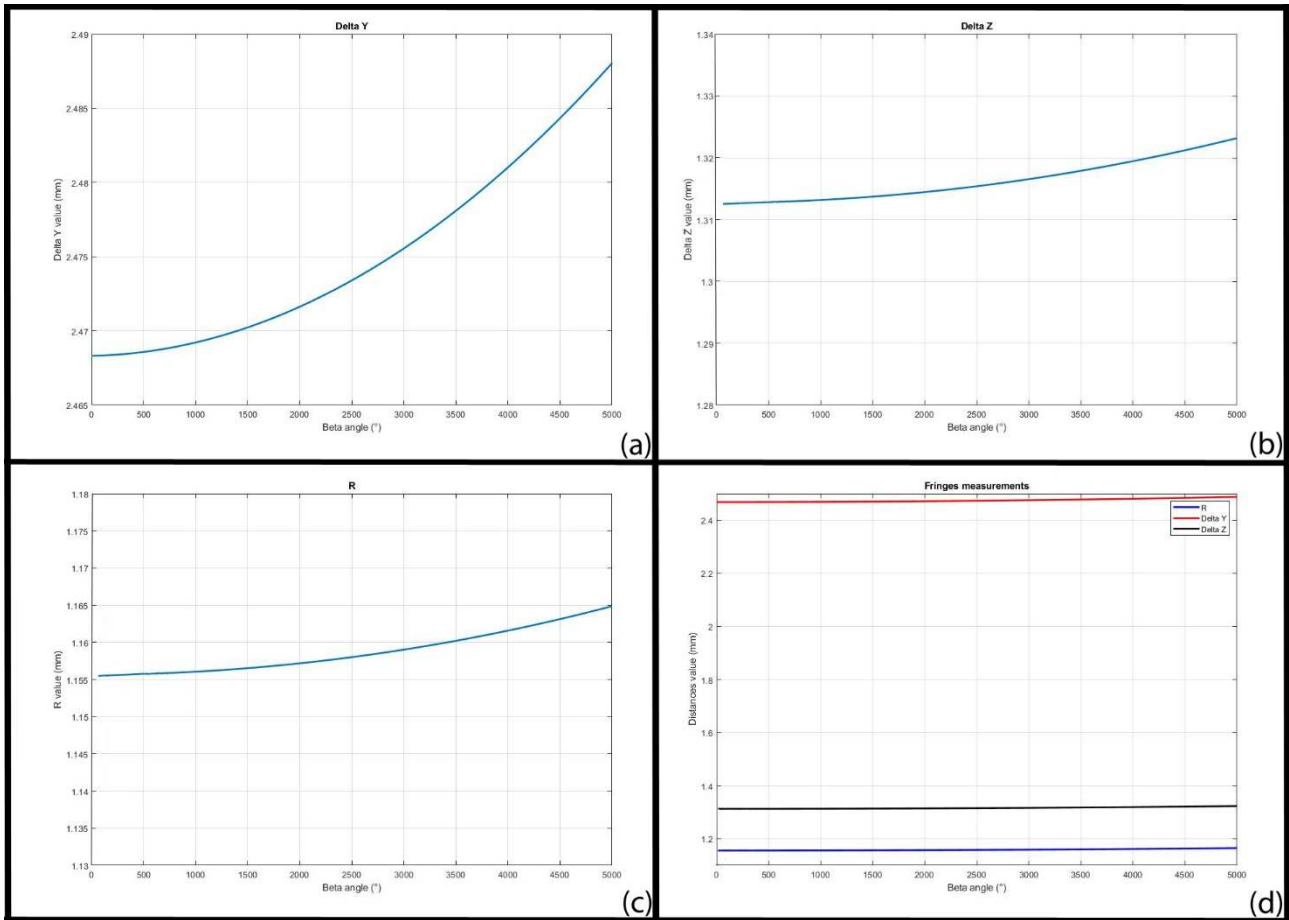 Delta Y
2.49
2.485
2.48
2.475
2.47
2.465
Delta Y value (mm)
0 500 1000 1500 2000 2500 3000 3500 4000 4500 5000
Beta angle (°)
(a)
Delta Z
1.34
1.33
1.32
1.31
1.3
1.29
1.28
Delta Z value (mm)
0 500 1000 1500 2000 2500 3000 3500 4000 4500 5000
Beta angle (°)
(b)
R
1.18
1.175
1.17
1.165
1.16
1.155
1.15
1.145
1.14
1.135
1.13
R value (mm)
0 500 1000 1500 2000 2500 3000 3500 4000 4500 5000
Beta angle (°)
(c)
Fringes measurements
2.4
2.2
2
1.8
1.6
1.4
1.2
Distances value (mm)
R
Delta Y
Delta Z
0 500 1000 1500 2000 2500 3000 3500 4000 4500 5000
Beta angle (°)
(d)